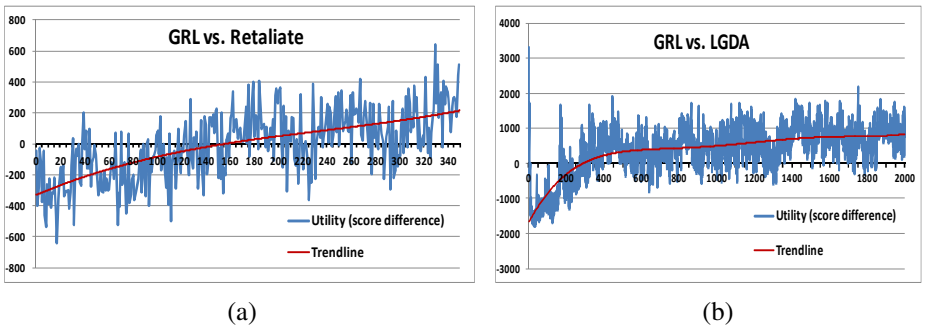 GRL vs. Retaliate
800
600
400
200
0
-200
-400
-600
-800
0 20 40 60 80 100 120 140 160 180 200 220 240 260 280 300 320 340
Utility (score difference)
Trendline
(a)
GRL vs. LGDA
4000
3000
2000
1000
0
-1000
-2000
-3000
0 200 400 600 800 1000 1200 1400 1600 1800 2000
Utility (score difference)
Trendline
(b)